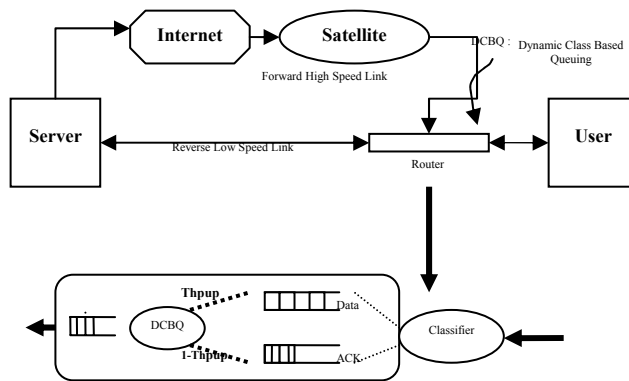 Internet
Satellite
DCBQ : Dynamic Class Based
Queuing
Forward High Speed Link
Server
Reverse Low Speed Link
Router
User
Thpup
Data
DCBQ
Classifier
1-Thpup
ACK